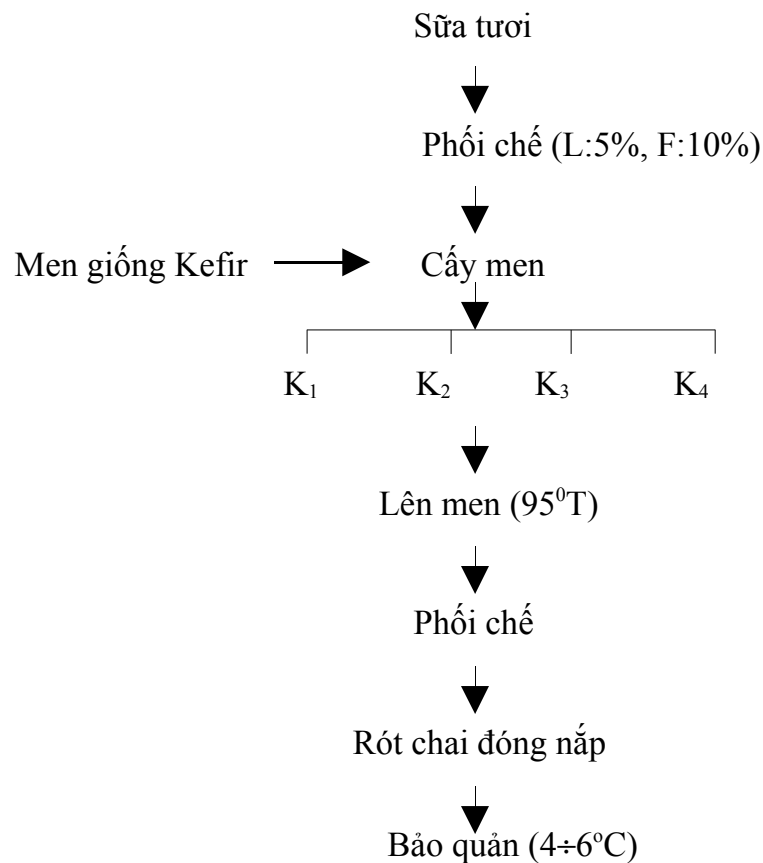 Sữa tươi
Phối chế (L:5%, F:10%)
Men giống Kefir Cấy men
K₁ K₂ K₃ K₄
Lên men (95⁰T)
Phối chế
Rót chai đóng nắp
Bảo quản (4÷6ºC)